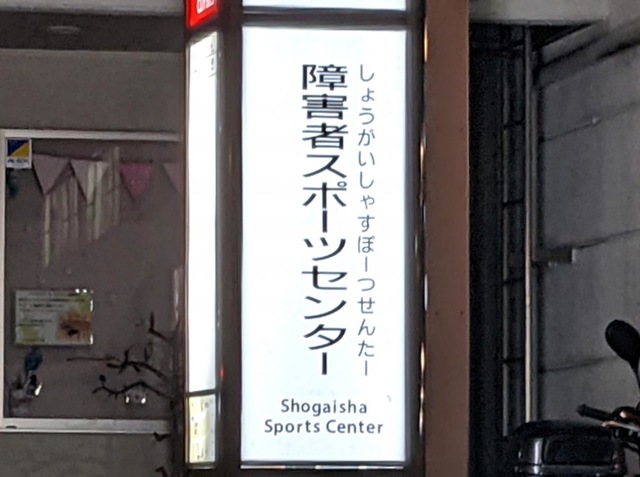 しょうがいしゃすぽーつせんたー
障害者スポーツセンター
Shogaisha
Sports Center